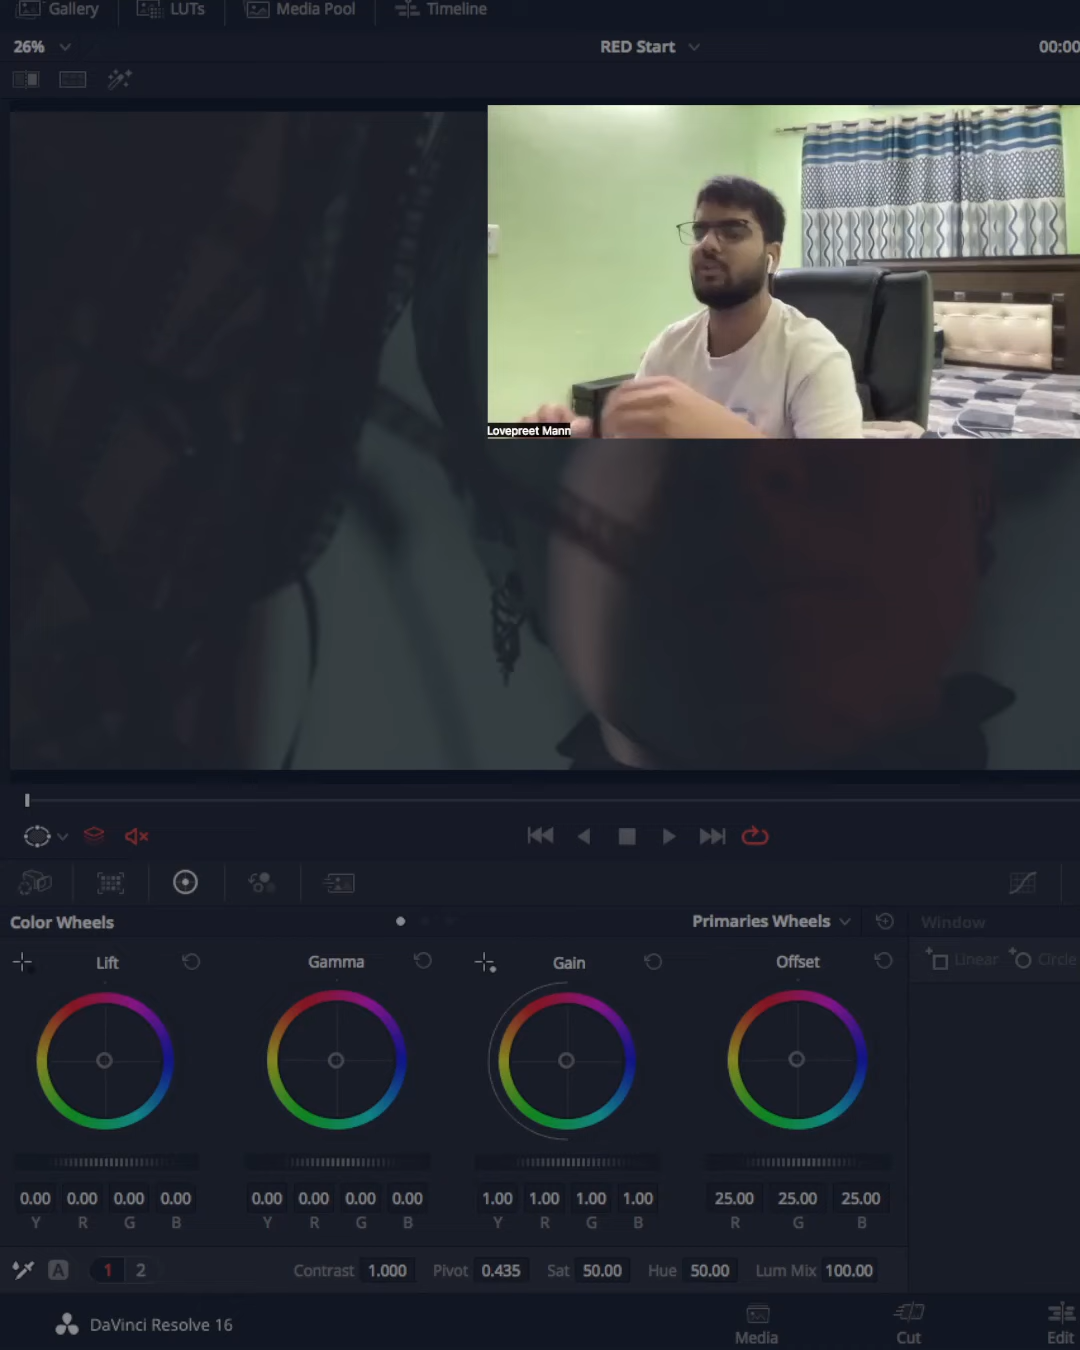 Gallery LUTs Media Pool Timeline
26% RED Start 00:00
Lovepreet Mann
Color Wheels Primaries Wheels Window
Lift Gamma Gain Offset Linear Circle
0.00 0.00 0.00 0.00 0.00 0.00 0.00 0.00 1.00 1.00 1.00 1.00 25.00 25.00 25.00
Y R G B Y R G B Y R G B R G B
A 1 2 Contrast 1.000 Pivot 0.435 Sat 50.00 Hue 50.00 Lum Mix 100.00
DaVinci Resolve 16
Media Cut Edit